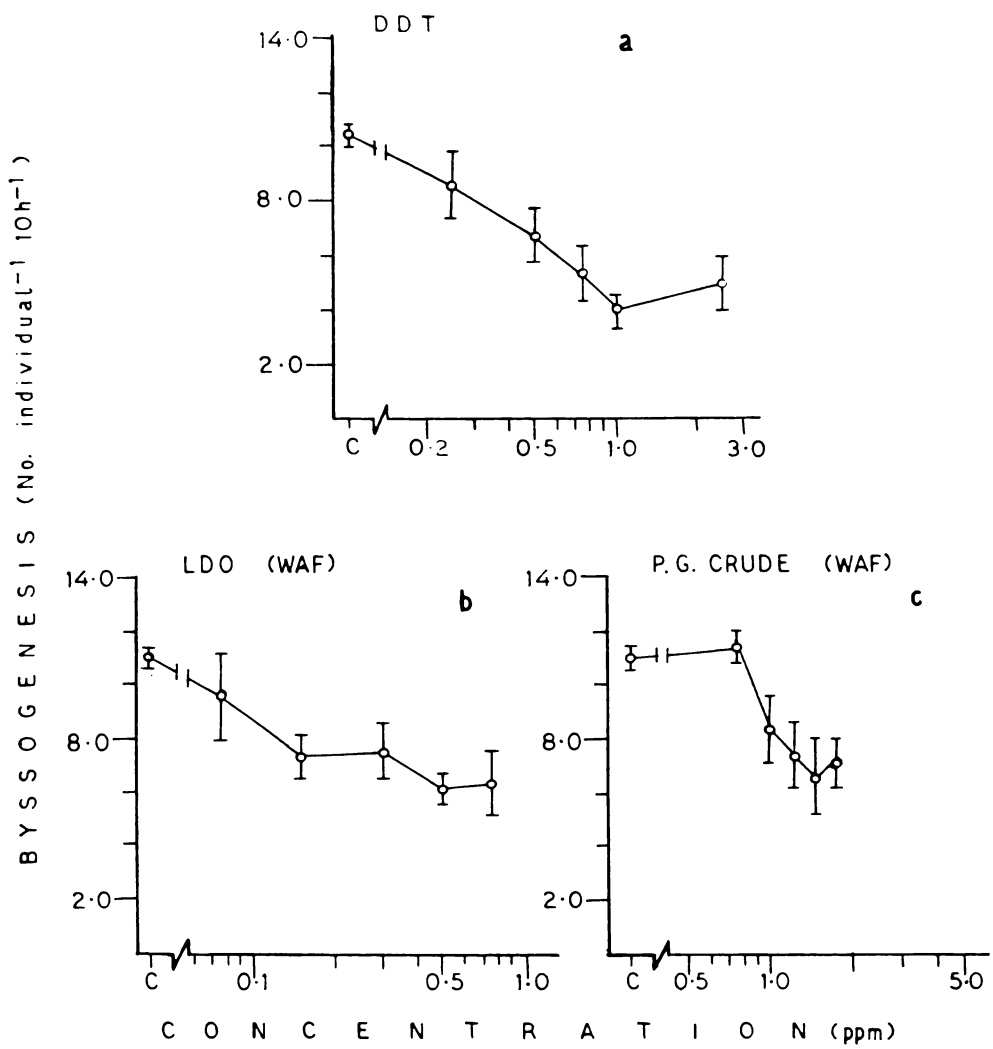 DDT
a
14·0
8·0
2·0
C 0·2 0·5 1·0 3·0
BYSSOGENESIS (No. individual⁻¹ 10h⁻¹)
LDO (WAF)
b
14·0
8·0
2·0
C 0·1 0·5 1·0
P.G. CRUDE (WAF)
c
14·0
8·0
2·0
C 0·5 1·0 5·0
CONCENTRATION (ppm)